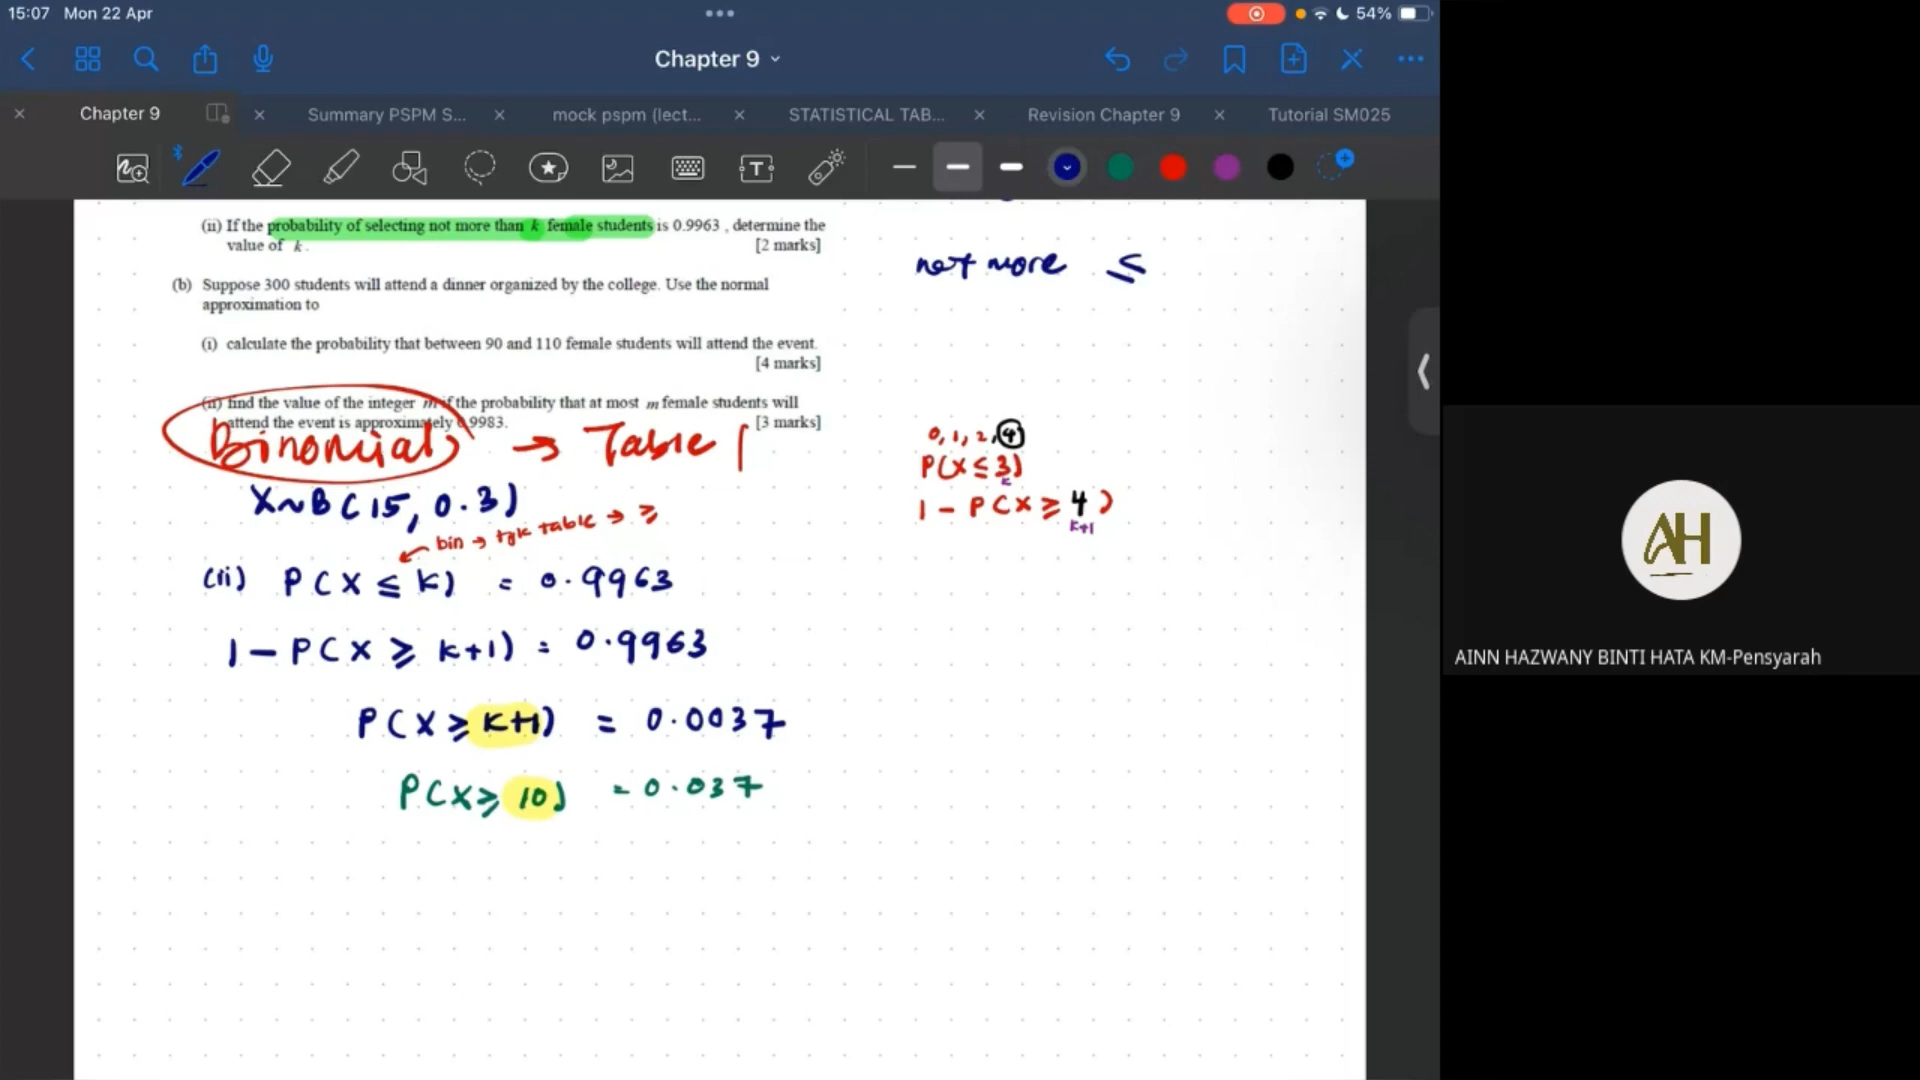 15:07 Mon 22 Apr
54%
Chapter 9
Chapter 9
Summary PSPM S...
mock pspm (lect...
STATISTICAL TAB...
Revision Chapter 9
Tutorial SM025
(ii) If the probability of selecting not more than k female students is 0.9963 , determine the
value of k . [2 marks]
not more ≤
(b) Suppose 300 students will attend a dinner organized by the college. Use the normal
approximation to
(i) calculate the probability that between 90 and 110 female students will attend the event.
[4 marks]
(ii) find the value of the integer m if the probability that at most m female students will
attend the event is approximately 0.9983. [3 marks]
Binomial → Table 1
X~B(15, 0.3)
bin → tgk table → ≥
(ii) P(X ≤ k) = 0.9963
1 - P(X ≥ k+1) = 0.9963
P(X ≥ k+1) = 0.0037
P(X ≥ 10) = 0.037
0, 1, 2, 4
P(X ≤ 3)
k
1 - P(X ≥ 4)
k+1
AH
AINN HAZWANY BINTI HATA KM-Pensyarah